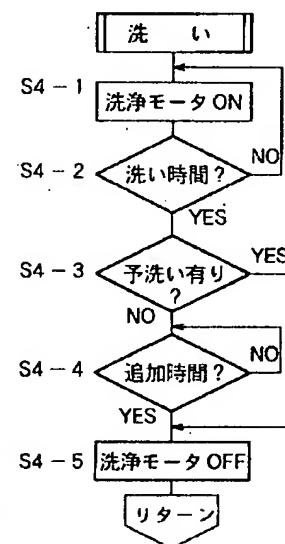 洗 い
S4-1 洗浄モータ ON
S4-2 洗い時間? NO
YES
S4-3 予洗い有り? YES
NO
S4-4 追加時間? NO
YES
S4-5 洗浄モータ OFF
リターン